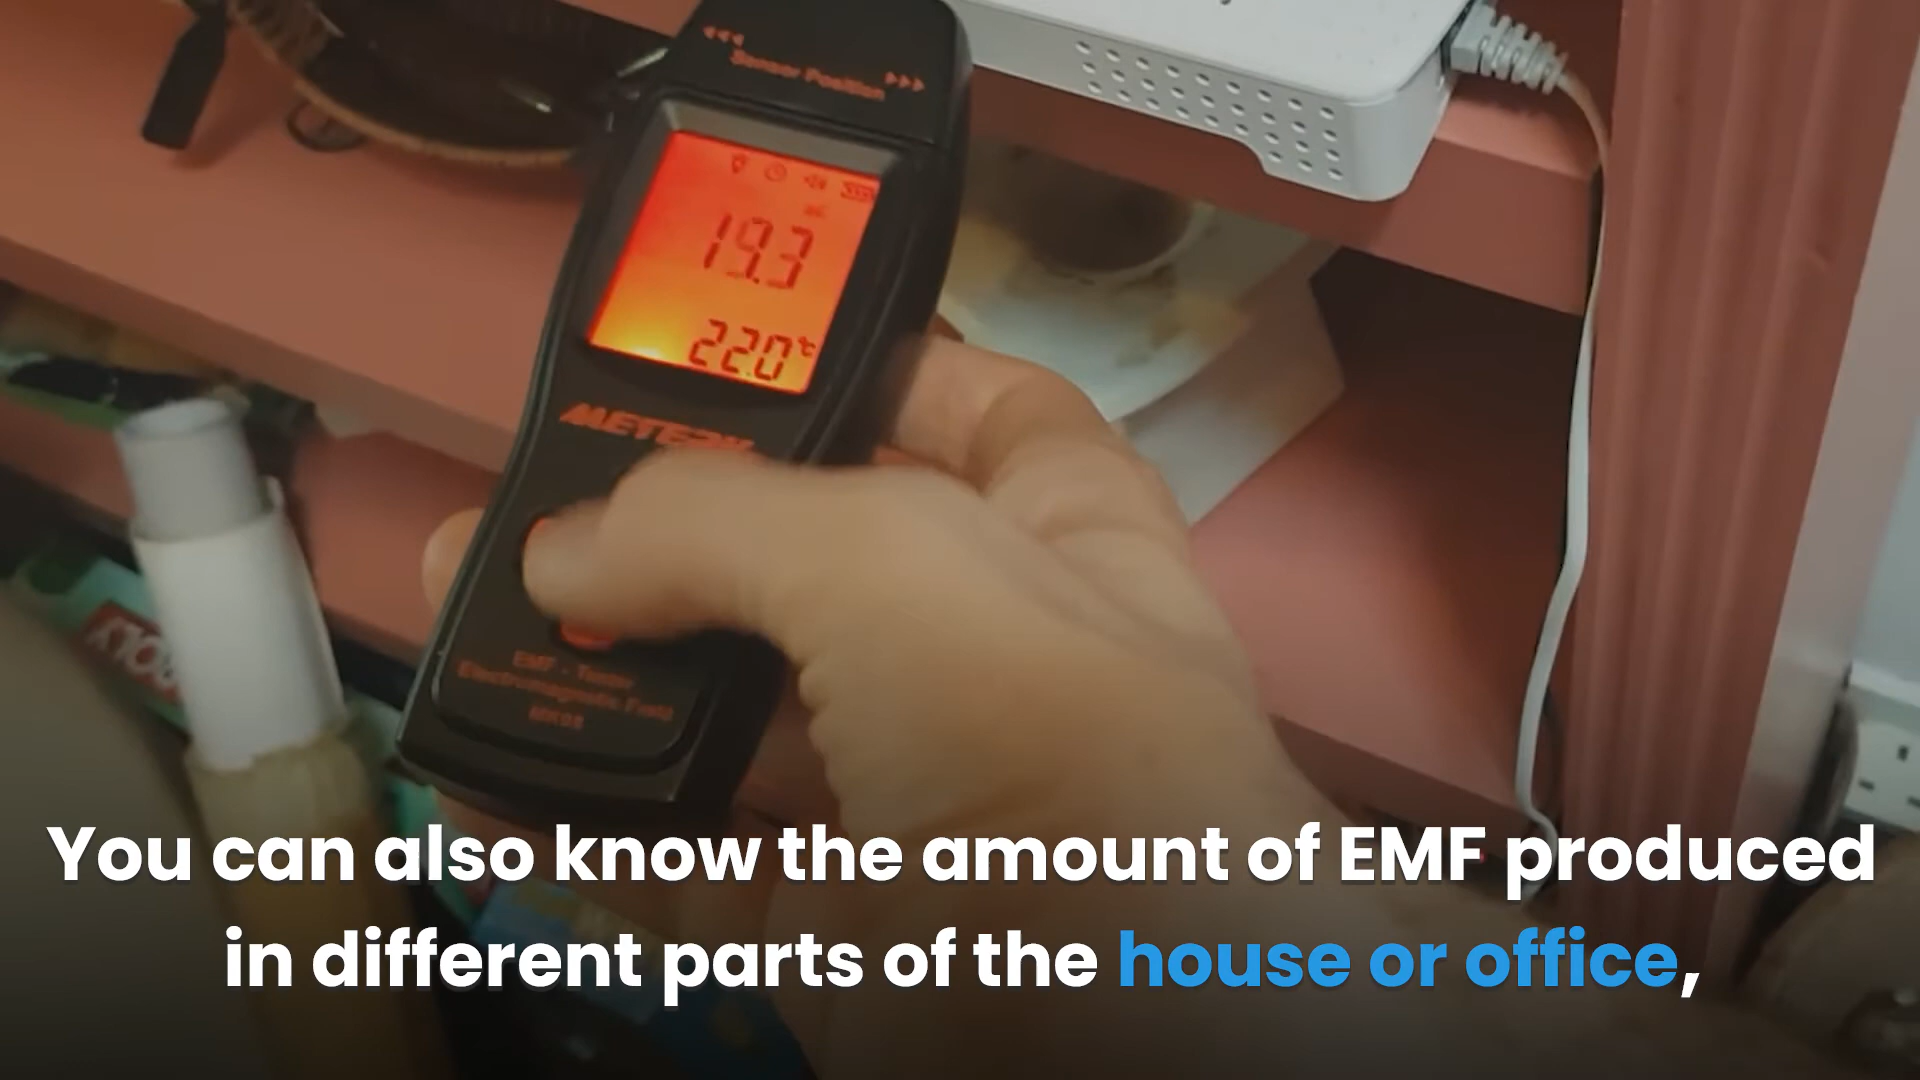 Sensor Position
19.3
22.0°C
METERK
EMF - Tester
Electromagnetic Field
MK08
You can also know the amount of EMF produced
in different parts of the house or office,